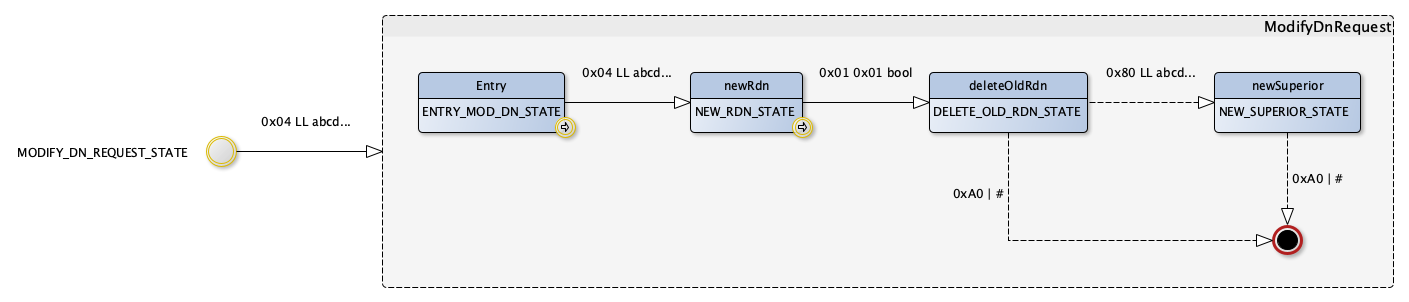 ModifyDnRequest
Entry
ENTRY_MOD_DN_STATE
0x04 LL abcd...
newRdn
NEW_RDN_STATE
0x01 0x01 bool
deleteOldRdn
DELETE_OLD_RDN_STATE
0x80 LL abcd...
newSuperior
NEW_SUPERIOR_STATE
0x04 LL abcd...
MODIFY_DN_REQUEST_STATE
0xA0 | #
0xA0 | #